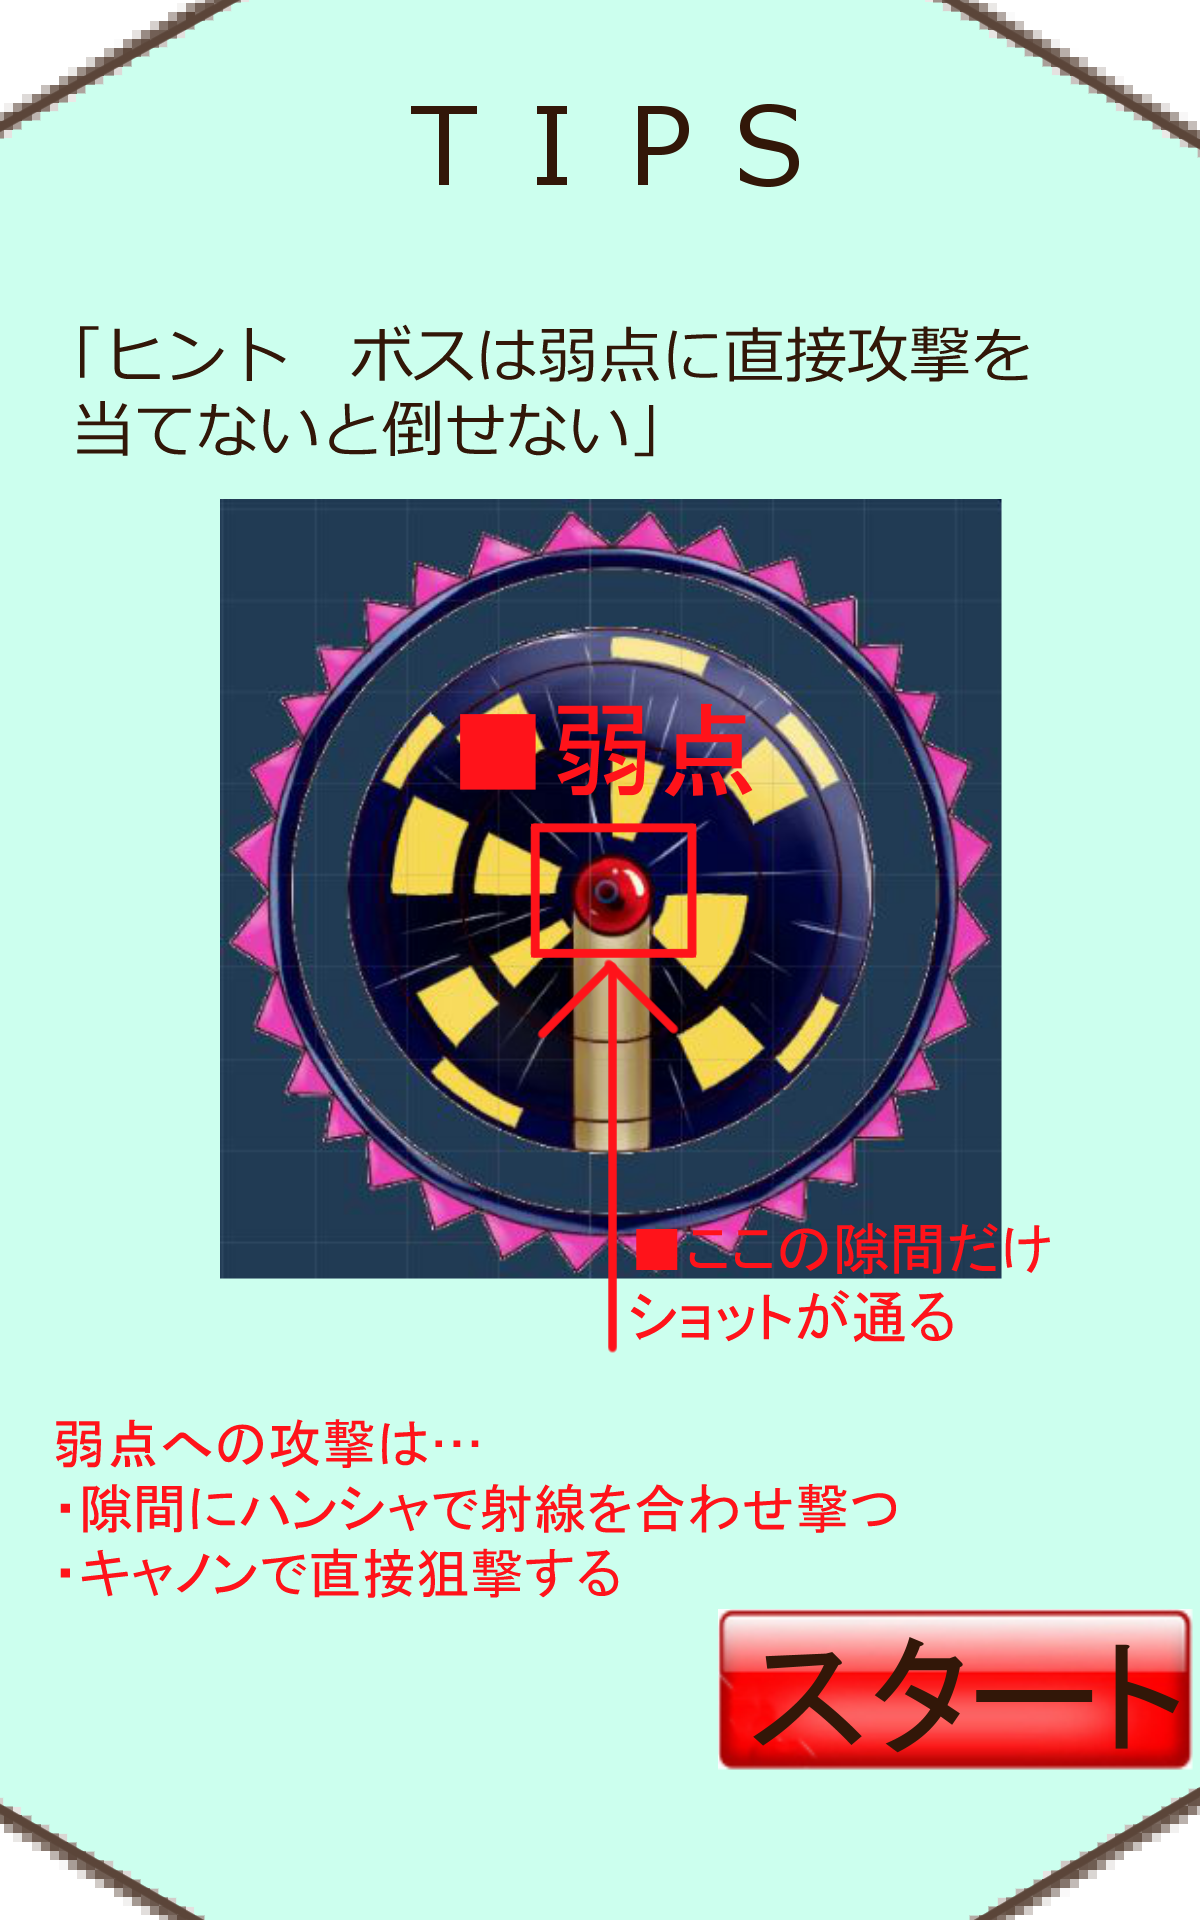 ＴＩＰＳ
「ヒント　ボスは弱点に直接攻撃を
当てないと倒せない」
■弱点
■ここの隙間だけ
ショットが通る
弱点への攻撃は…
・隙間にハンシャで射線を合わせ撃つ
・キャノンで直接狙撃する
スタート